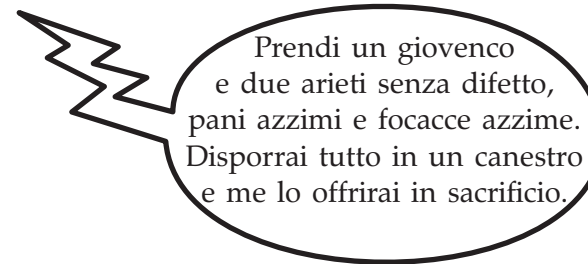 Prendi un giovenco
e due arieti senza difetto,
pani azzimi e focacce azzime.
Disporrai tutto in un canestro
e me lo offrirai in sacrificio.